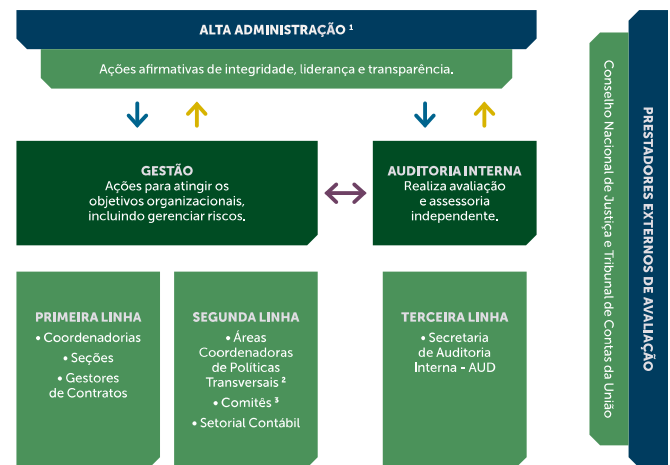 ALTA ADMINISTRAÇÃO ¹
Ações afirmativas de integridade, liderança e transparência.
GESTÃO
Ações para atingir os
objetivos organizacionais,
incluindo gerenciar riscos.
AUDITORIA INTERNA
Realiza avaliação
e assessoria
independente.
PRIMEIRA LINHA
• Coordenadorias
• Seções
• Gestores
de Contratos
SEGUNDA LINHA
• Áreas
Coordenadoras
de Políticas
Transversais ²
• Comitês ³
• Setorial Contábil
TERCEIRA LINHA
• Secretaria
de Auditoria
Interna - AUD
Conselho Nacional de Justiça e Tribunal de Contas da União
PRESTADORES EXTERNOS DE AVALIAÇÃO